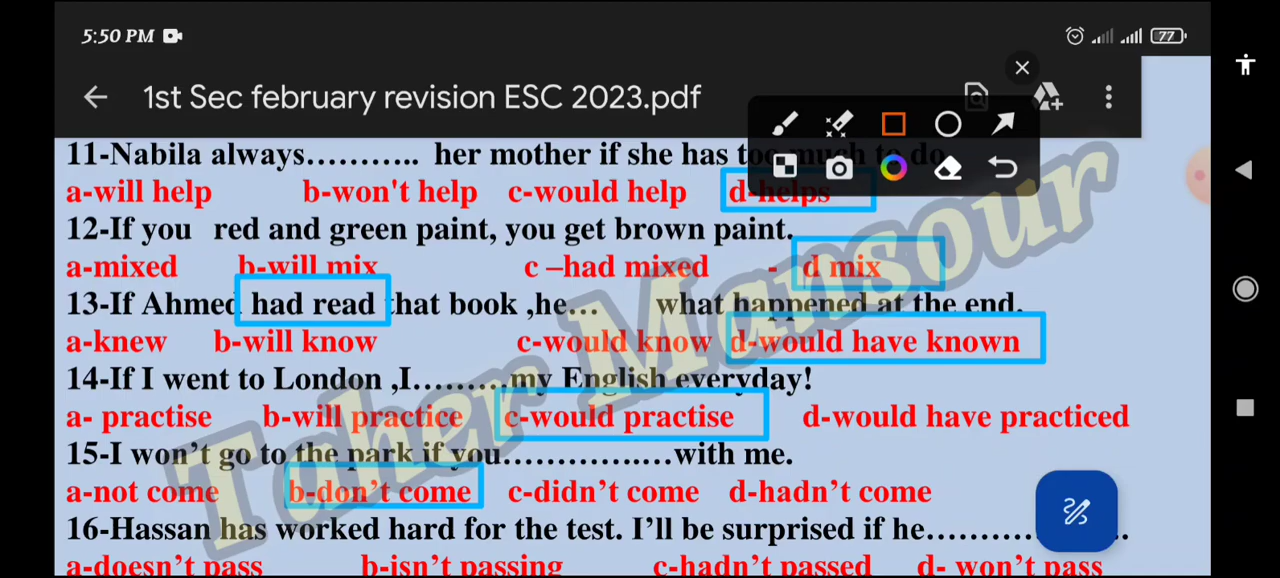 5:50 PM
77
1st Sec february revision ESC 2023.pdf
11-Nabila always……….. her mother if she has too much to do
a-will help b-won't help c-would help d-helps
12-If you red and green paint, you get brown paint.
a-mixed b-will mix c –had mixed - d mix
13-If Ahmed had read that book ,he… what happened at the end.
a-knew b-will know c-would know d-would have known
14-If I went to London ,I………my English everyday!
a- practise b-will practice c-would practise d-would have practiced
15-I won’t go to the park if you…………….…with me.
a-not come b-don’t come c-didn’t come d-hadn’t come
16-Hassan has worked hard for the test. I’ll be surprised if he…………
a-doesn’t pass b-isn’t passing c-hadn’t passed d- won’t pass
Taher Mansour